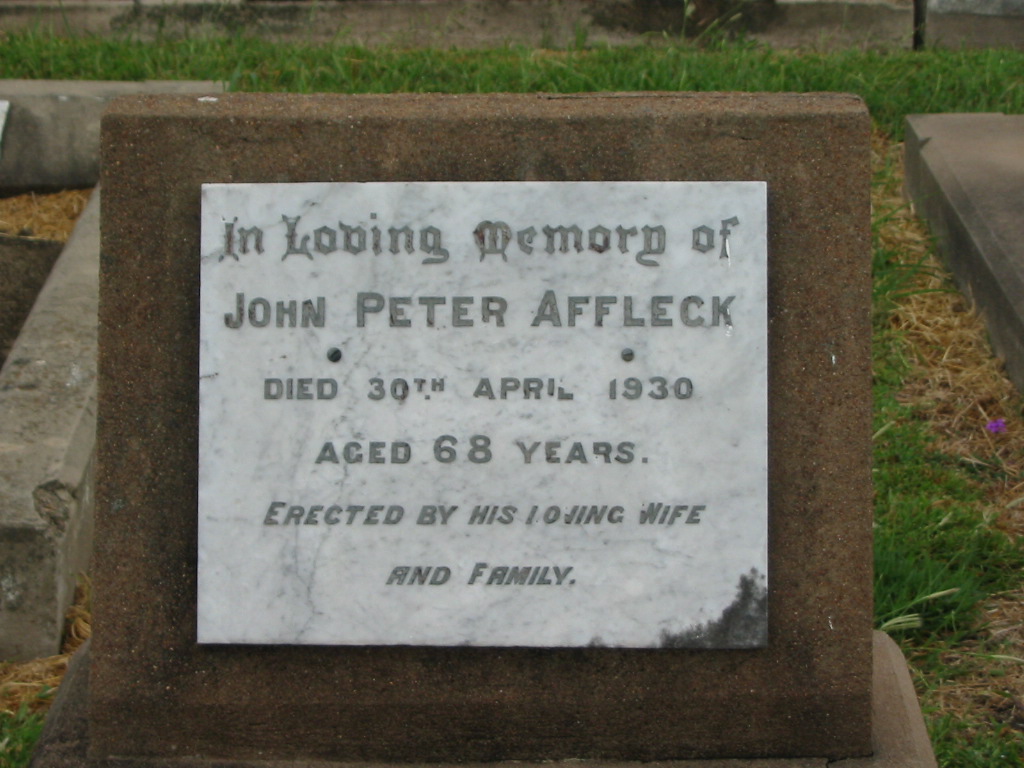 In Loving Memory of
JOHN PETER AFFLECK
DIED 30TH APRIL 1930
AGED 68 YEARS.
ERECTED BY HIS LOVING WIFE
AND FAMILY.